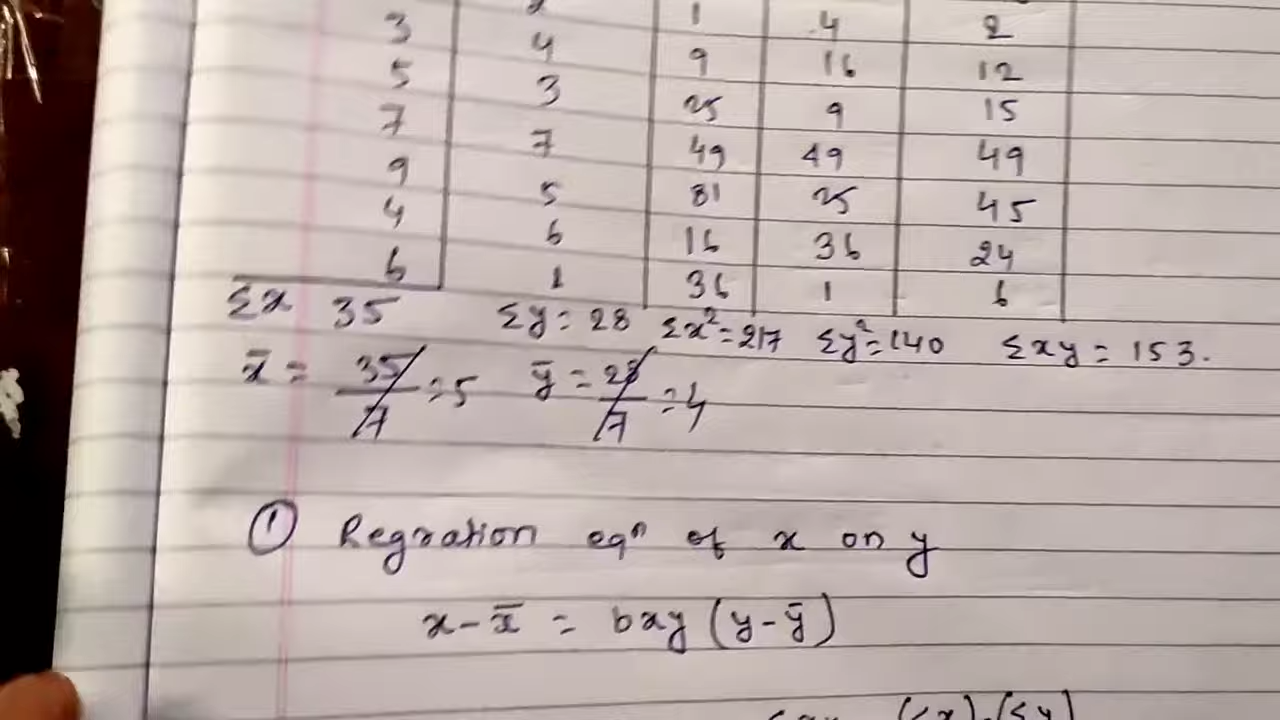 2 1 4 2
3 4 9 16 12
5 3 25 9 15
7 7 49 49 49
9 5 81 25 45
4 6 16 36 24
6 1 36 1 6
Σx 35 Σy = 28 Σx² = 217 Σy² = 140 Σxy = 153.
x̄ = 35/7 = 5 ȳ = 28/7 = 4
① Regration eqⁿ of x on y
x - x̄ = bxy (y - ȳ)